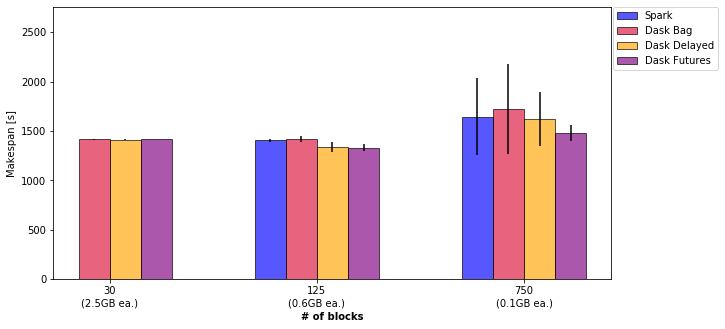 Spark
Dask Bag
Dask Delayed
Dask Futures
Makespan [s]
2500
2000
1500
1000
500
0
30
(2.5GB ea.)
125
(0.6GB ea.)
750
(0.1GB ea.)
# of blocks